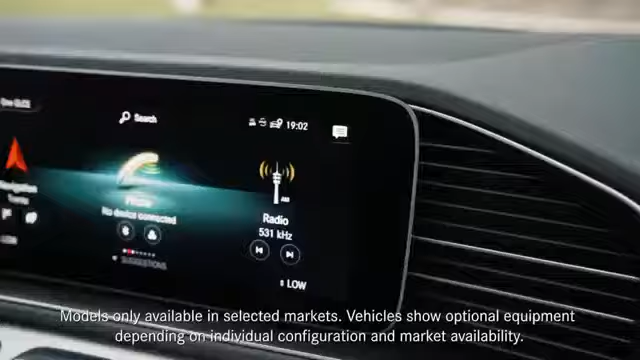 Search
19:02
Navigation
Phone
No device connected
AM
Radio
531 kHz
SUGGESTIONS
LOW
Models only available in selected markets. Vehicles show optional equipment
depending on individual configuration and market availability.